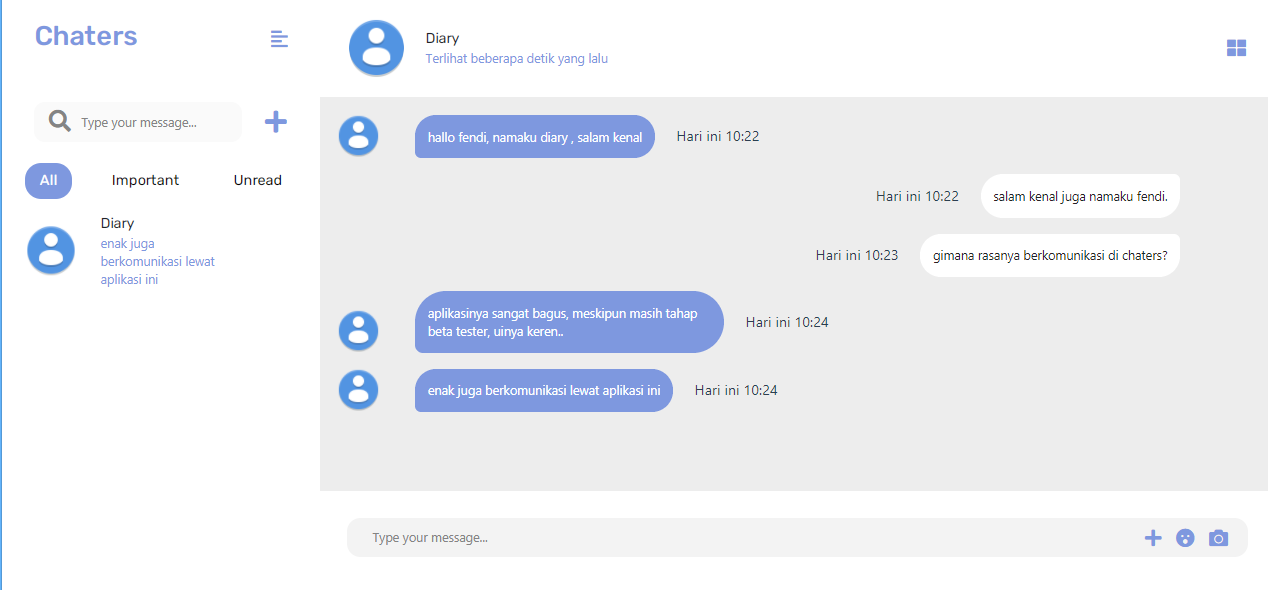 Chaters
Type your message...
All
Important
Unread
Diary
enak juga
berkomunikasi lewat
aplikasi ini
Diary
Terlihat beberapa detik yang lalu
hallo fendi, namaku diary , salam kenal
Hari ini 10:22
Hari ini 10:22
salam kenal juga namaku fendi.
Hari ini 10:23
gimana rasanya berkomunikasi di chaters?
aplikasinya sangat bagus, meskipun masih tahap
beta tester, uinya keren..
Hari ini 10:24
enak juga berkomunikasi lewat aplikasi ini
Hari ini 10:24
Type your message...